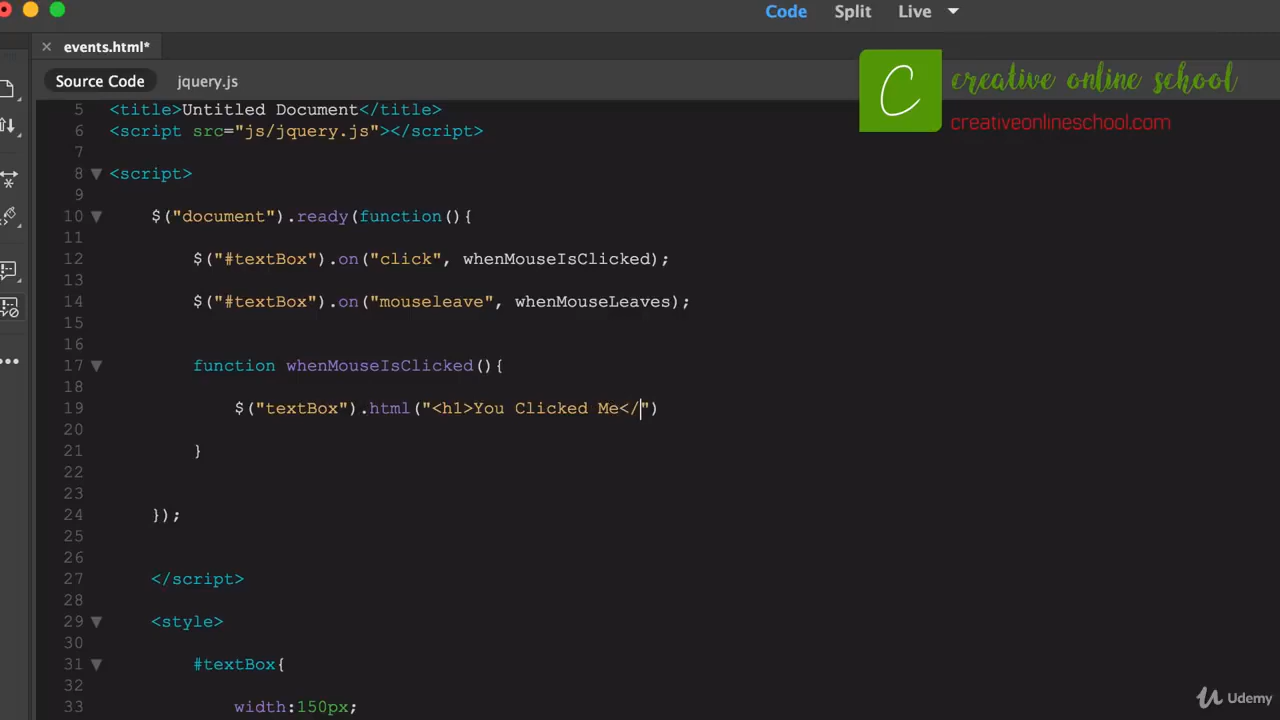 Code Split Live
events.html*
Source Code jquery.js
C creative online school
creativeonlineschool.com
5 <title>Untitled Document</title>
6 <script src="js/jquery.js"></script>
7
8 <script>
9
10 $("document").ready(function(){
11
12 $("#textBox").on("click", whenMouseIsClicked);
13
14 $("#textBox").on("mouseleave", whenMouseLeaves);
15
16
17 function whenMouseIsClicked(){
18
19 $("textBox").html("<h1>You Clicked Me</")
20
21 }
22
23
24 });
25
26
27 </script>
28
29 <style>
30
31 #textBox{
32
33 width:150px;
Udemy